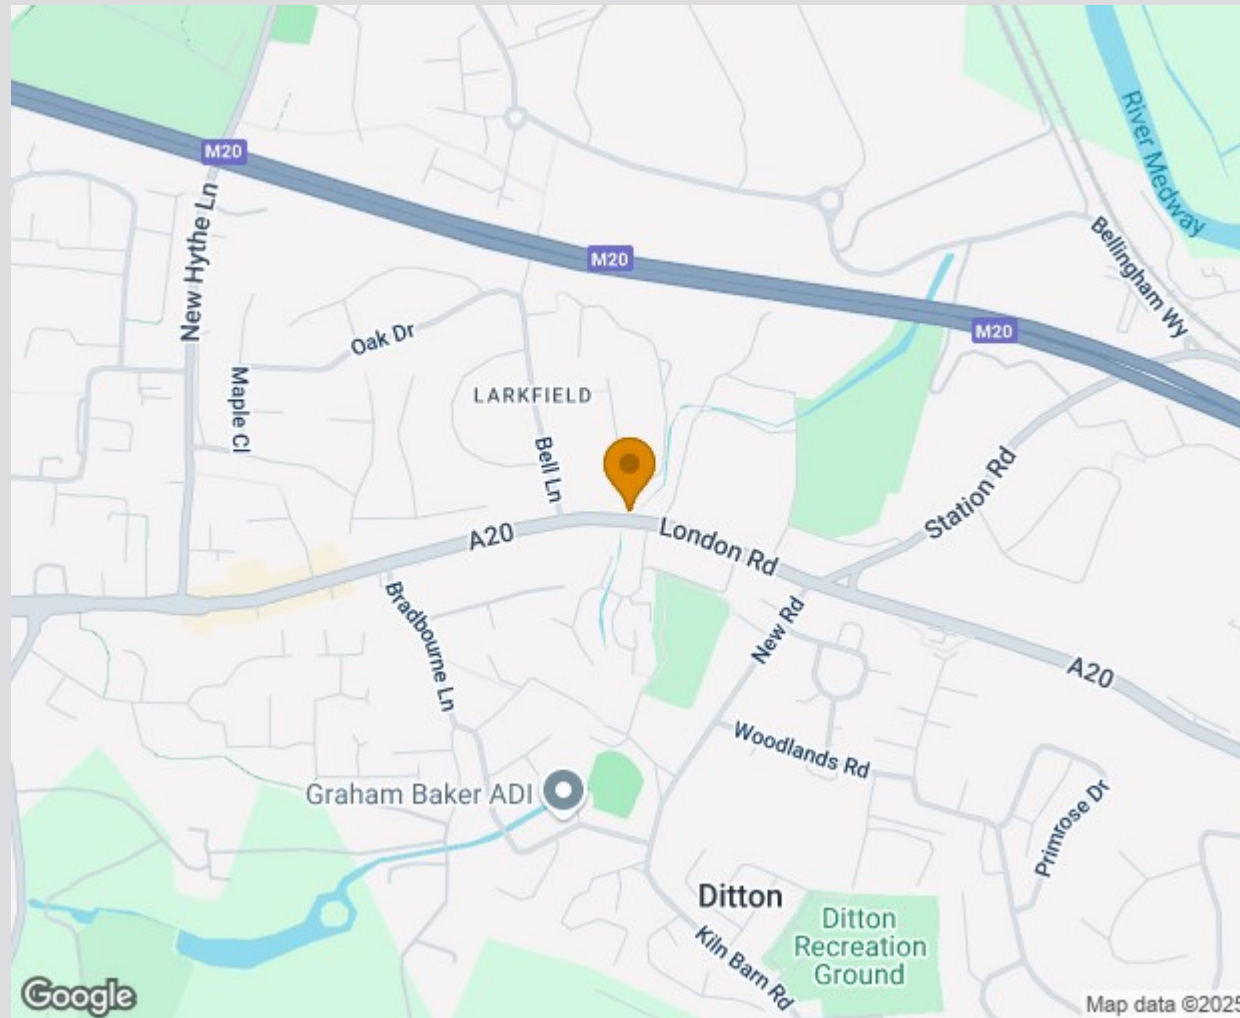 M20
River Medway
New Hythe Ln
M20
Bellingham Wy
M20
Oak Dr
Maple Cl
LARKFIELD
Bell Ln
Station Rd
A20
London Rd
Bradbourne Ln
New Rd
A20
Woodlands Rd
Graham Baker ADI
Primrose Dr
Ditton
Ditton
Recreation
Ground
Kiln Barn Rd
Google
Map data ©2025